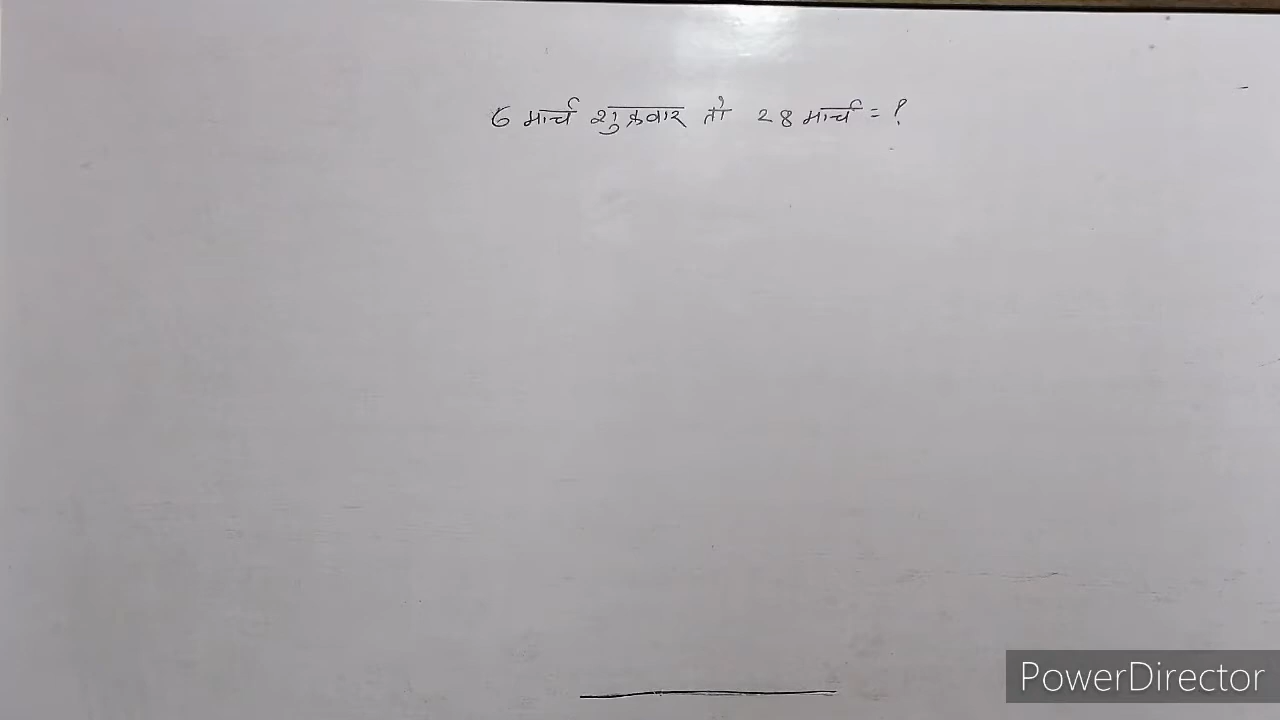 6 मार्च शुक्रवार तो 28 मार्च = ?
PowerDirector